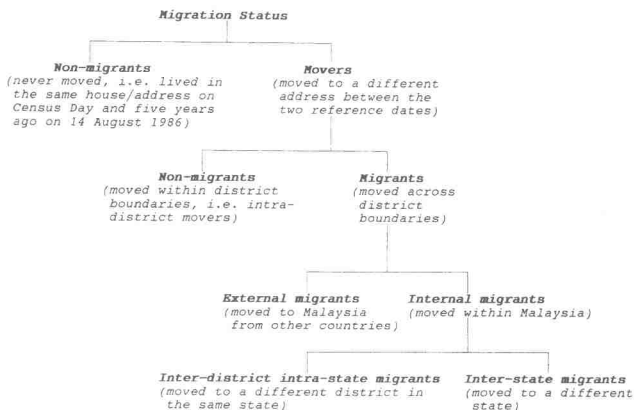 Migration Status
Non-migrants
(never moved, i.e. lived in
the same house/address on
Census Day and five years
ago on 14 August 1986)
Movers
(moved to a different
address between the
two reference dates)
Non-migrants
(moved within district
boundaries, i.e. intra-
district movers)
Migrants
(moved across
district
boundaries)
External migrants
(moved to Malaysia
from other countries)
Internal migrants
(moved within Malaysia)
Inter-district intra-state migrants
(moved to a different district in
the same state)
Inter-state migrants
(moved to a different
state)